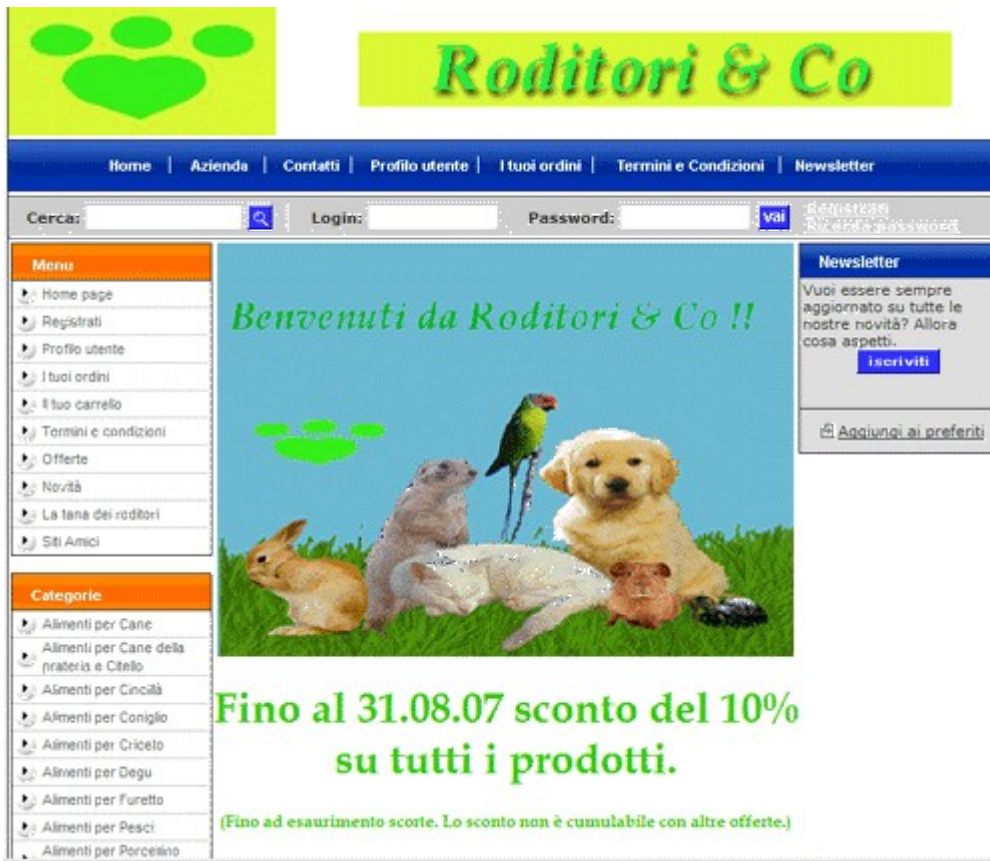 Roditori & Co
Home | Azienda | Contatti | Profilo utente | I tuoi ordini | Termini e Condizioni | Newsletter
Cerca: Login: Password: vai Registrati
Ricorda password
Menu
Home page
Registrati
Profilo utente
I tuoi ordini
Il tuo carrello
Termini e condizioni
Offerte
Novità
La tana dei roditori
Siti Amici
Categorie
Alimenti per Cane
Alimenti per Cane della
prateria e Citello
Alimenti per Cincillà
Alimenti per Coniglio
Alimenti per Criceto
Alimenti per Degu
Alimenti per Furetto
Alimenti per Pesci
Alimenti per Porcellino
Benvenuti da Roditori & Co !!
Fino al 31.08.07 sconto del 10%
su tutti i prodotti.
(Fino ad esaurimento scorte. Lo sconto non è cumulabile con altre offerte.)
Newsletter
Vuoi essere sempre
aggiornato su tutte le
nostre novità? Allora
cosa aspetti.
iscriviti
Aggiungi ai preferiti